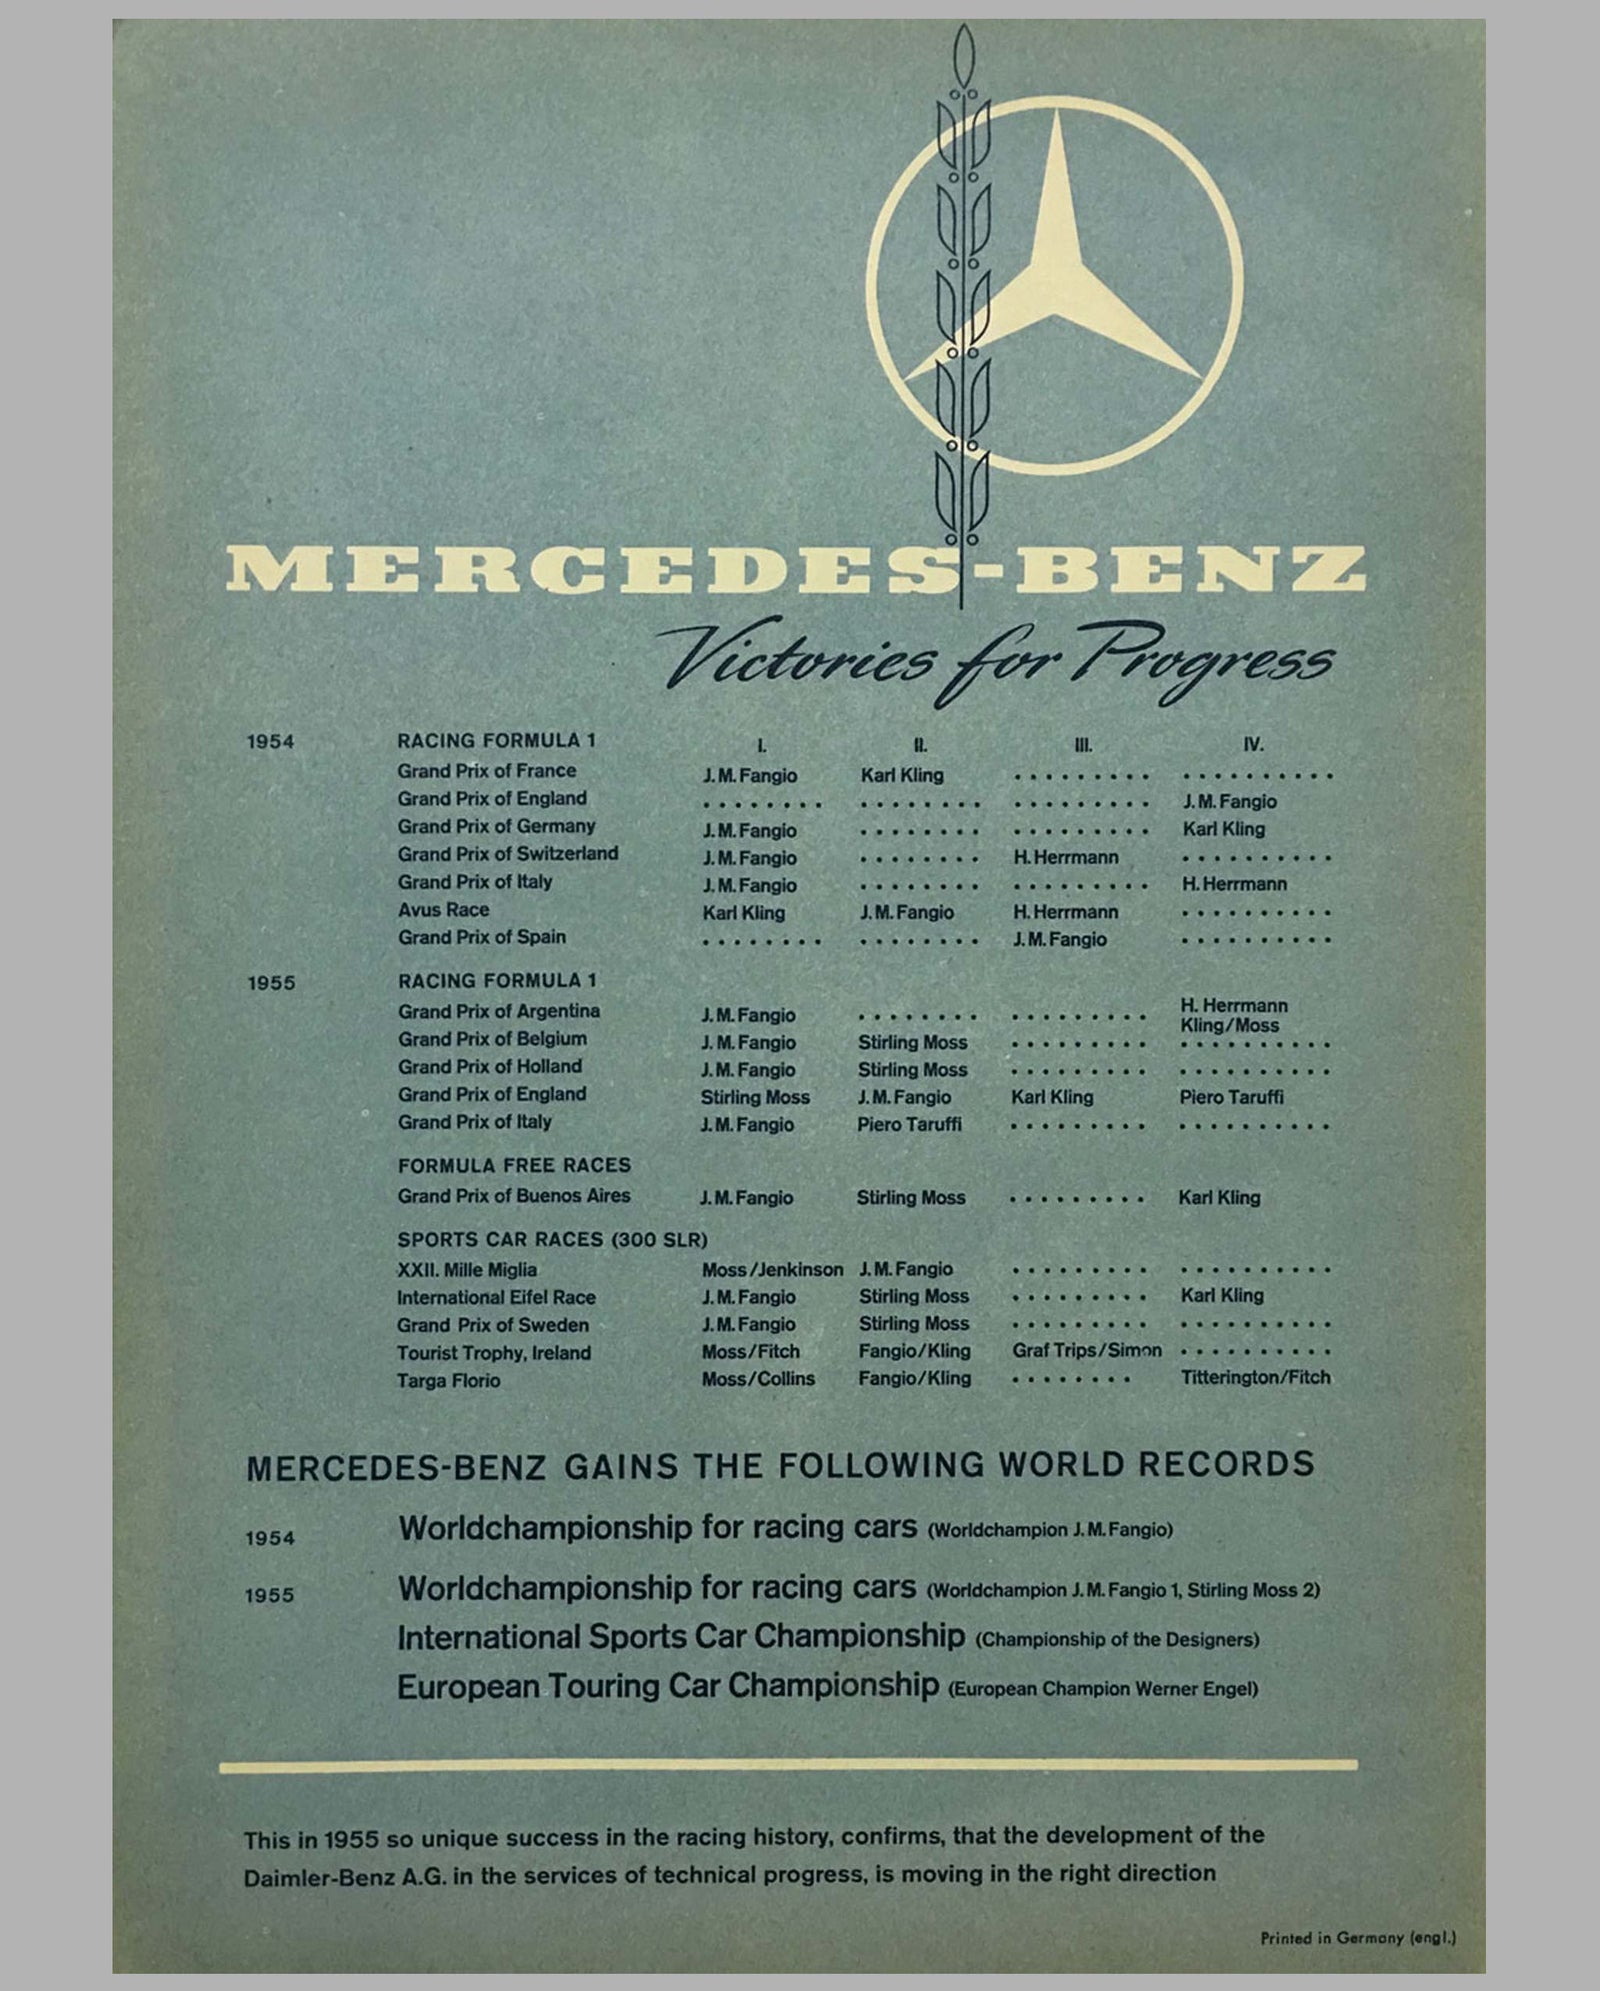 MERCEDES-BENZ
Victories for Progress
1954 RACING FORMULA 1 I. II. III. IV.
Grand Prix of France J. M. Fangio Karl Kling ......... ..........
Grand Prix of England ........ ........ ......... J. M. Fangio
Grand Prix of Germany J. M. Fangio ........ ......... Karl Kling
Grand Prix of Switzerland J. M. Fangio ........ H. Herrmann ..........
Grand Prix of Italy J. M. Fangio ........ ......... H. Herrmann
Avus Race Karl Kling J. M. Fangio H. Herrmann ..........
Grand Prix of Spain ........ ........ J. M. Fangio ..........
1955 RACING FORMULA 1
Grand Prix of Argentina J. M. Fangio ........ ......... H. Herrmann
Kling/Moss
Grand Prix of Belgium J. M. Fangio Stirling Moss ......... ..........
Grand Prix of Holland J. M. Fangio Stirling Moss ......... ..........
Grand Prix of England Stirling Moss J. M. Fangio Karl Kling Piero Taruffi
Grand Prix of Italy J. M. Fangio Piero Taruffi ......... ..........
FORMULA FREE RACES
Grand Prix of Buenos Aires J. M. Fangio Stirling Moss ......... Karl Kling
SPORTS CAR RACES (300 SLR)
XXII. Mille Miglia Moss/Jenkinson J. M. Fangio ......... ..........
International Eifel Race J. M. Fangio Stirling Moss ......... Karl Kling
Grand Prix of Sweden J. M. Fangio Stirling Moss ......... ..........
Tourist Trophy, Ireland Moss/Fitch Fangio/Kling Graf Trips/Simon ..........
Targa Florio Moss/Collins Fangio/Kling ........ Titterington/Fitch
MERCEDES-BENZ GAINS THE FOLLOWING WORLD RECORDS
1954 Worldchampionship for racing cars (Worldchampion J. M. Fangio)
1955 Worldchampionship for racing cars (Worldchampion J. M. Fangio 1, Stirling Moss 2)
International Sports Car Championship (Championship of the Designers)
European Touring Car Championship (European Champion Werner Engel)
This in 1955 so unique success in the racing history, confirms, that the development of the
Daimler-Benz A.G. in the services of technical progress, is moving in the right direction
Printed in Germany (engl.)